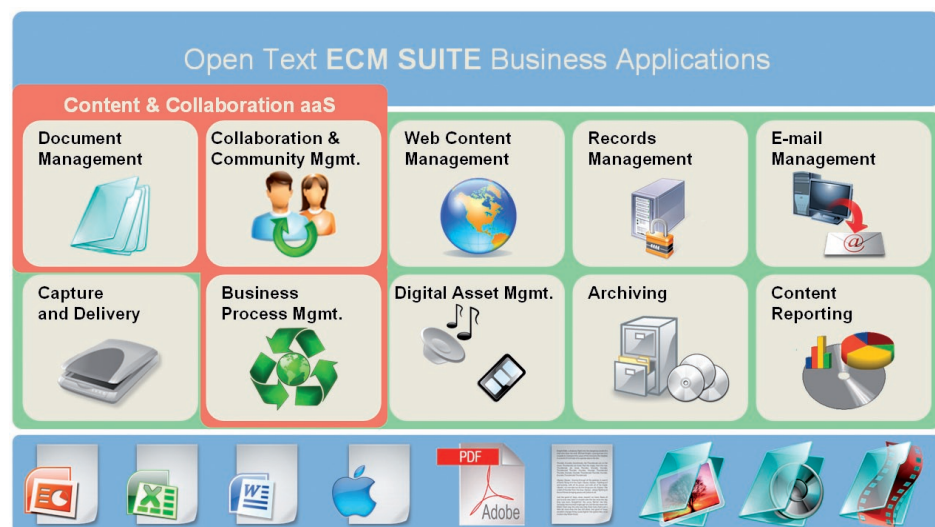 Open Text ECM SUITE Business Applications
Content & Collaboration aaS
Document
Management
Collaboration &
Community Mgmt.
Web Content
Management
Records
Management
E-mail
Management
@
Capture
and Delivery
Business
Process Mgmt.
Digital Asset Mgmt.
Archiving
Content
Reporting
X
W
PDF
Adobe